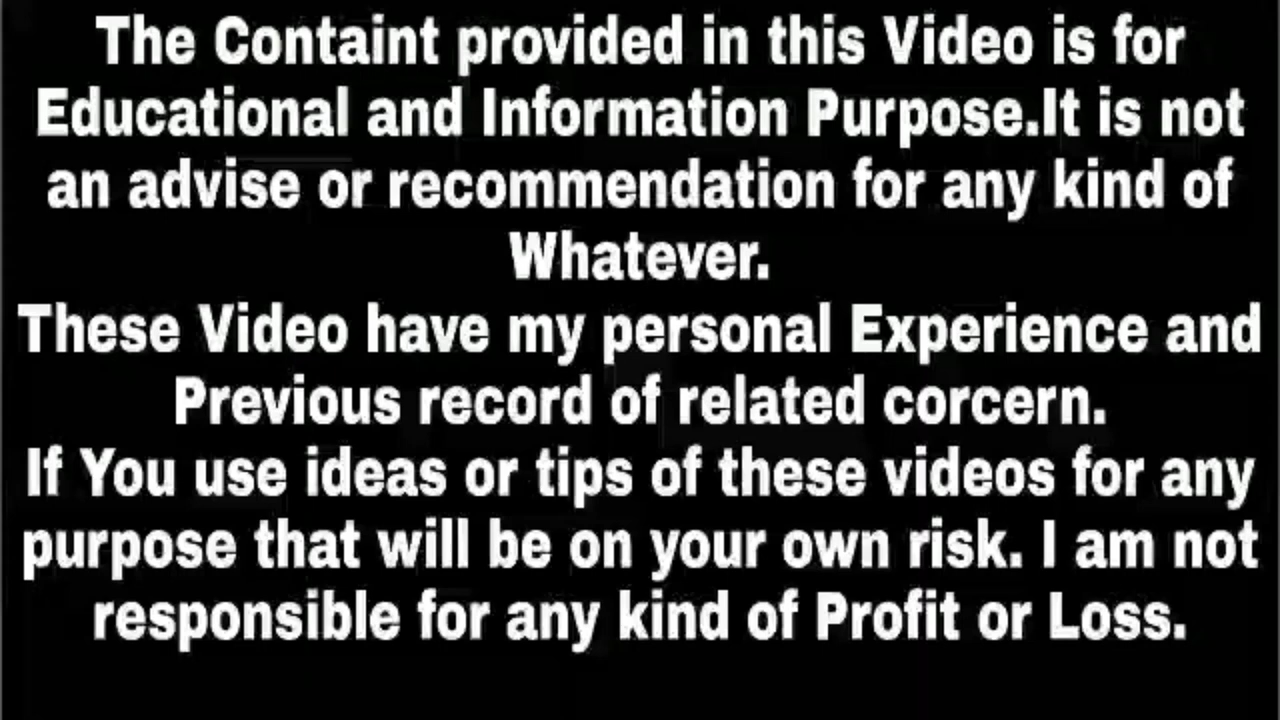 The Containt provided in this Video is for
Educational and Information Purpose.It is not
an advise or recommendation for any kind of
Whatever.
These Video have my personal Experience and
Previous record of related corcern.
If You use ideas or tips of these videos for any
purpose that will be on your own risk. I am not
responsible for any kind of Profit or Loss.